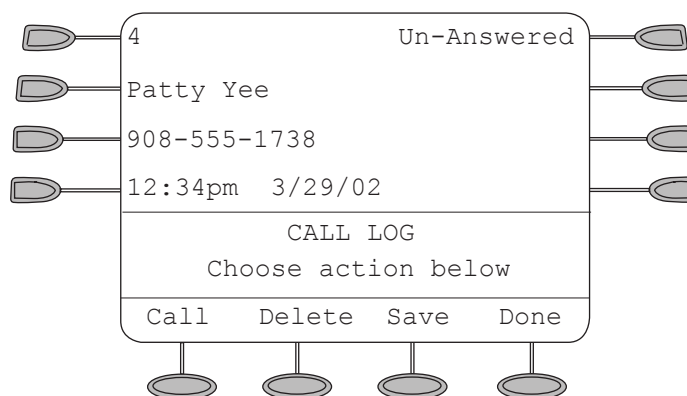 4 Un-Answered
Patty Yee
908-555-1738
12:34pm 3/29/02
CALL LOG
Choose action below
Call Delete Save Done